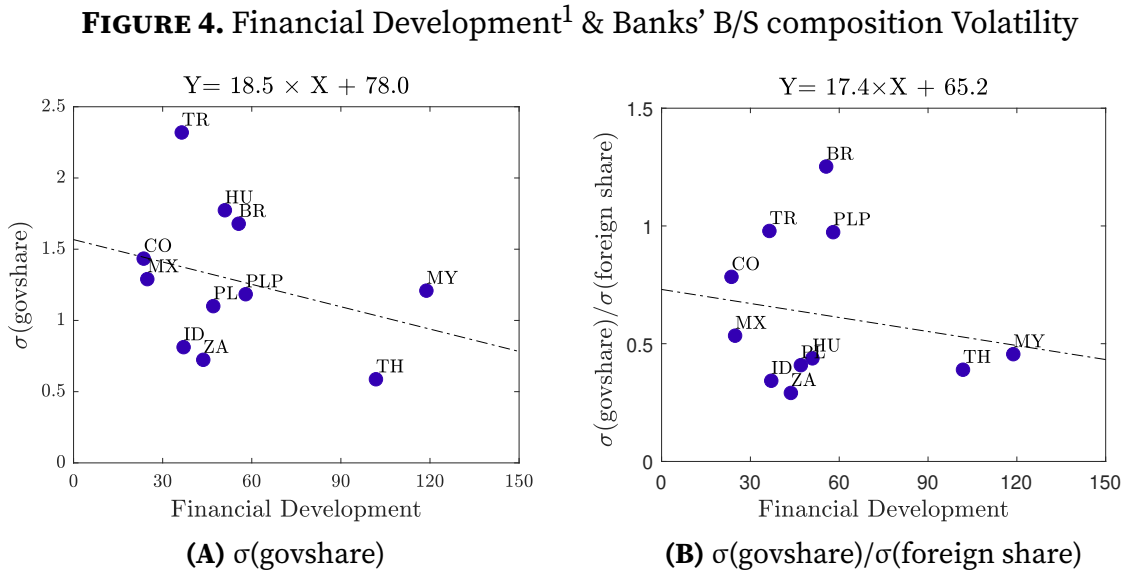 FIGURE 4. Financial Development¹ & Banks’ B/S composition Volatility
Y= 18.5 × X + 78.0
2.5
2
1.5
1
0.5
0
σ(govshare)
TR
HU
BR
CO
MX
PLP
MY
PL
ID
ZA
TH
0 30 60 90 120 150
Financial Development
(A) σ(govshare)
Y= 17.4×X + 65.2
1.5
1
0.5
0
σ(govshare)/σ(foreign share)
BR
TR
PLP
CO
MX
HU
MY
PL
TH
ID
ZA
0 30 60 90 120 150
Financial Development
(B) σ(govshare)/σ(foreign share)